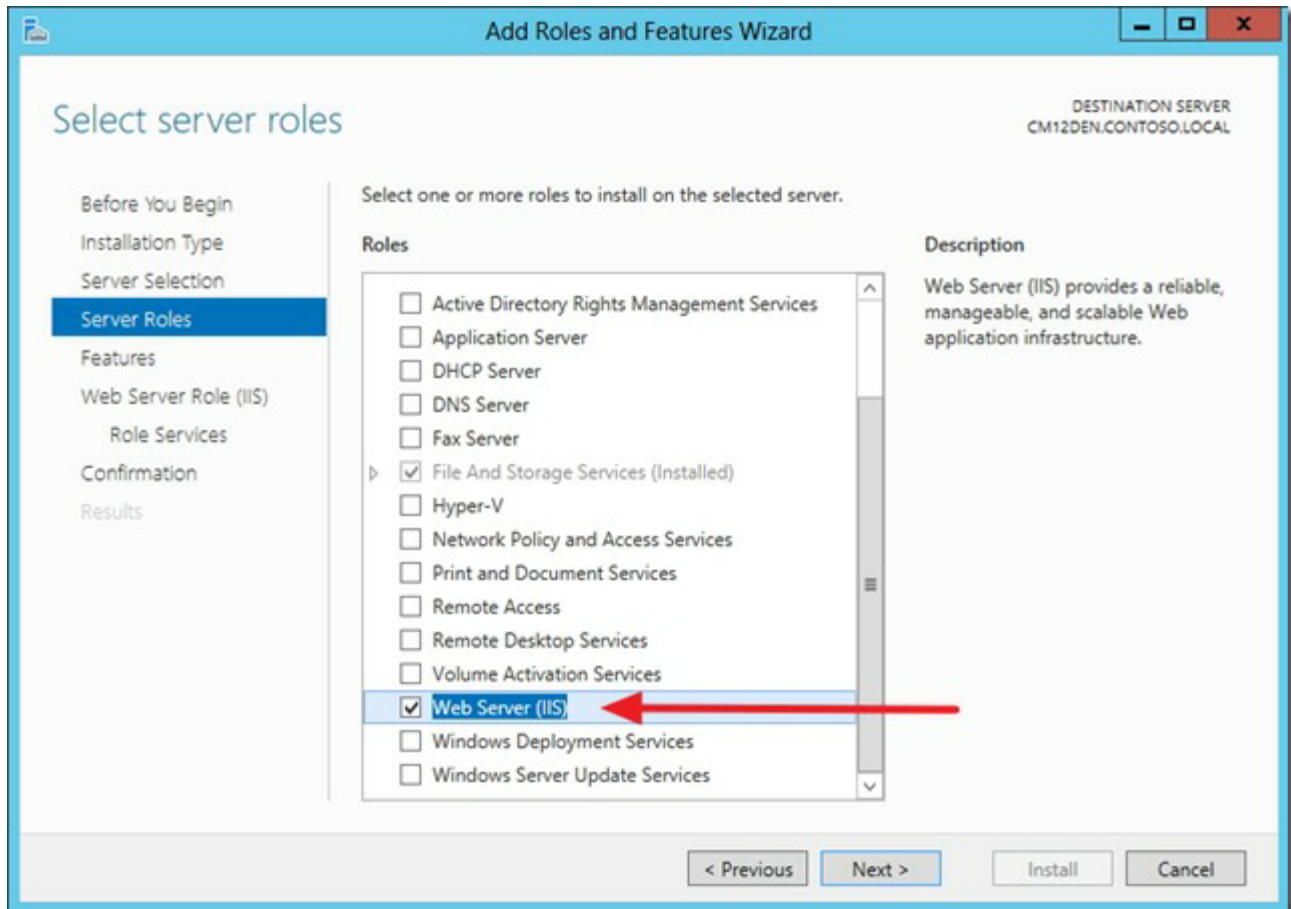 Add Roles and Features Wizard
Select server roles
DESTINATION SERVER
CM12DEN.CONTOSO.LOCAL
Before You Begin
Installation Type
Server Selection
Server Roles
Features
Web Server Role (IIS)
Role Services
Confirmation
Results
Select one or more roles to install on the selected server.
Roles
Active Directory Rights Management Services
Application Server
DHCP Server
DNS Server
Fax Server
File And Storage Services (Installed)
Hyper-V
Network Policy and Access Services
Print and Document Services
Remote Access
Remote Desktop Services
Volume Activation Services
Web Server (IIS)
Windows Deployment Services
Windows Server Update Services
Description
Web Server (IIS) provides a reliable,
manageable, and scalable Web
application infrastructure.
< Previous
Next >
Install
Cancel